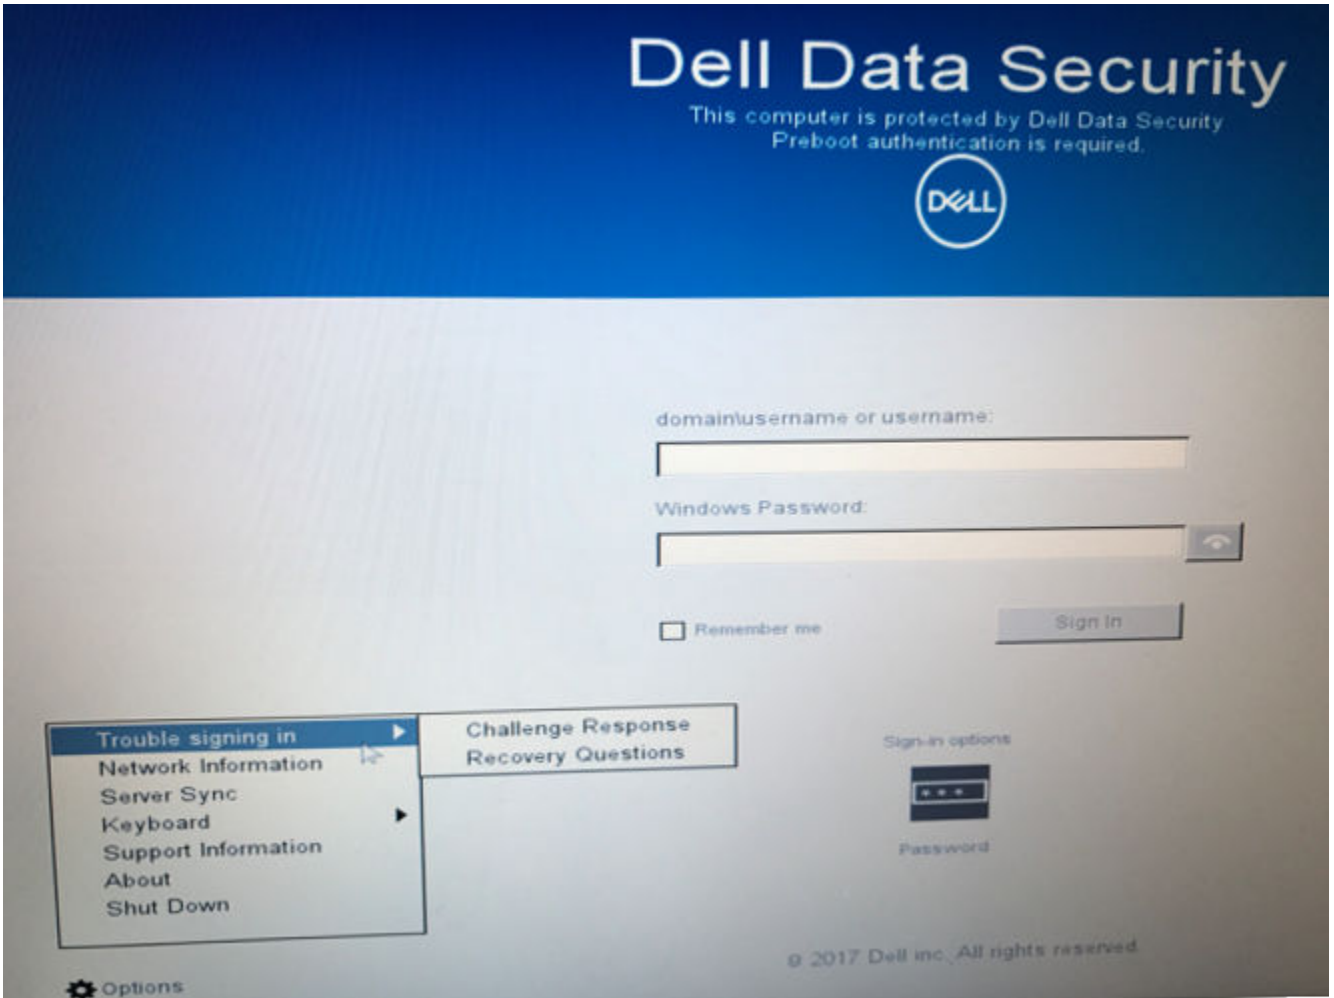 Dell Data Security
This computer is protected by Dell Data Security
Preboot authentication is required.
DELL
domain\username or username:
Windows Password:
Remember me
Sign In
Trouble signing in
Network Information
Server Sync
Keyboard
Support Information
About
Shut Down
Challenge Response
Recovery Questions
Sign-in options
Password
Options
© 2017 Dell inc. All rights reserved.